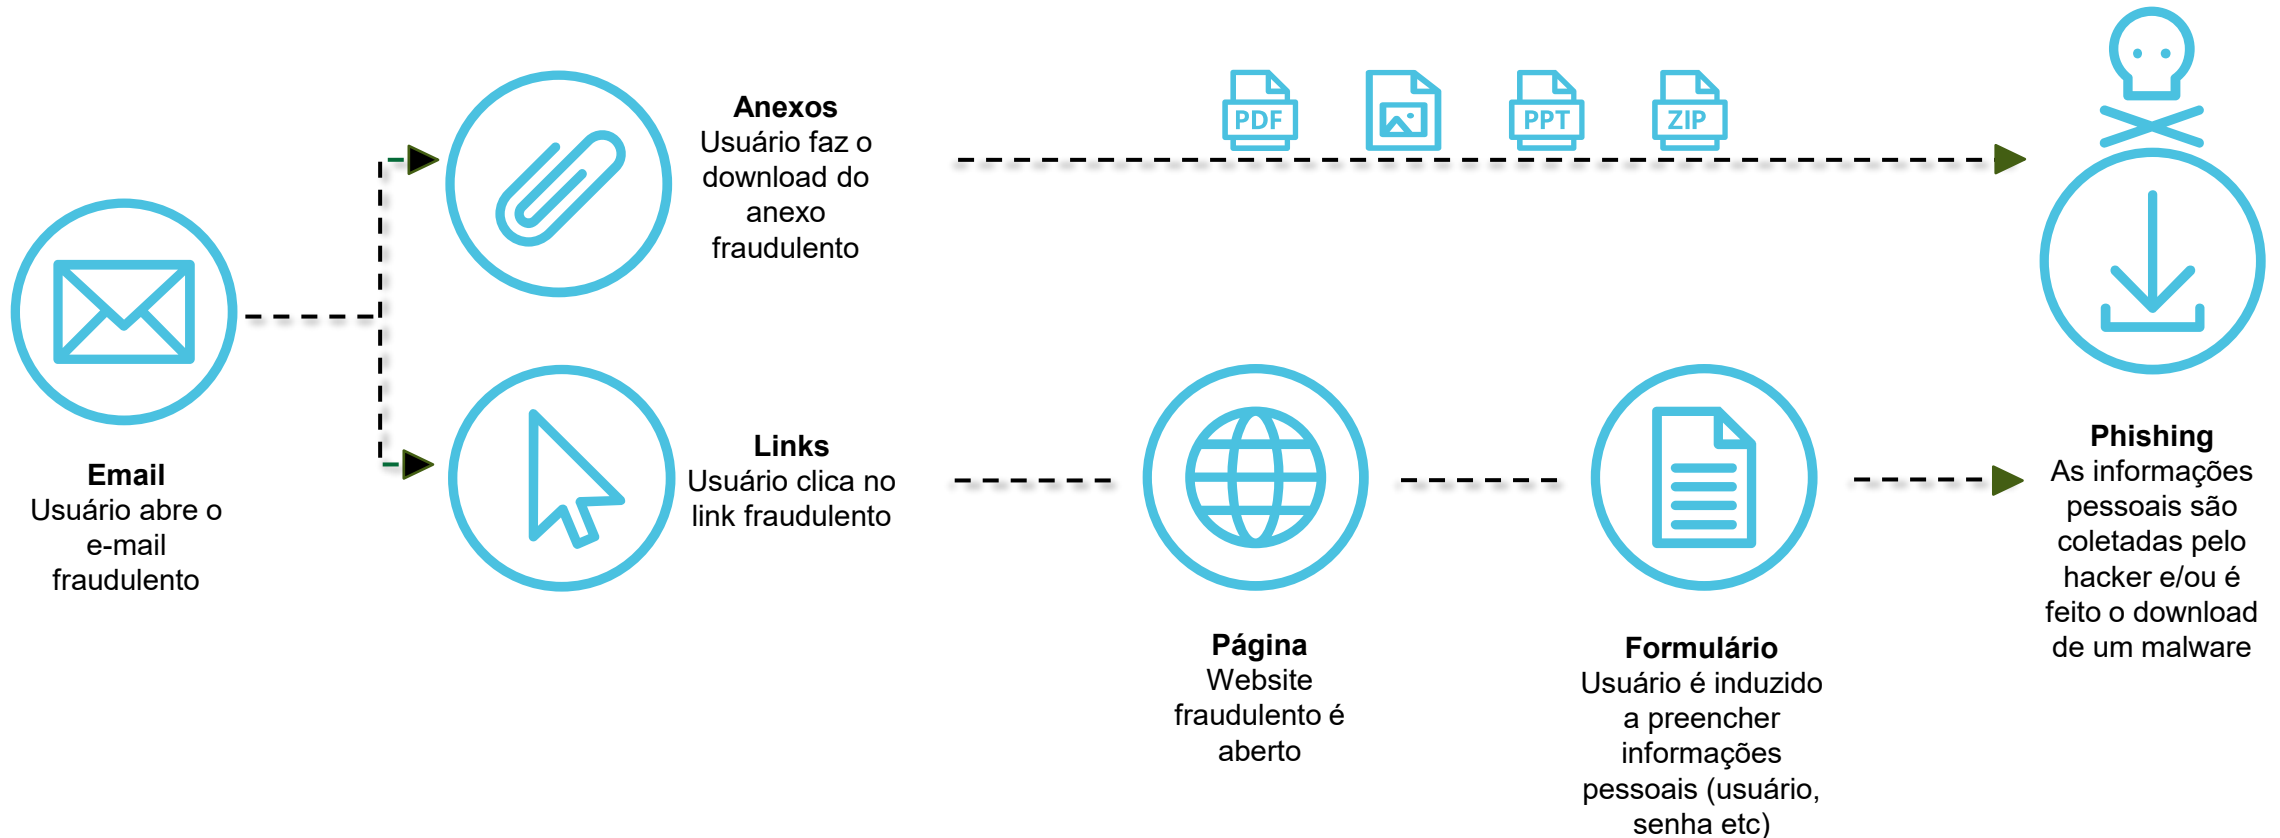 Email
Usuário abre o
e-mail
fraudulento
Anexos
Usuário faz o
download do
anexo
fraudulento
PDF
PPT
ZIP
Links
Usuário clica no
link fraudulento
Página
Website
fraudulento é
aberto
Formulário
Usuário é induzido
a preencher
informações
pessoais (usuário,
senha etc)
Phishing
As informações
pessoais são
coletadas pelo
hacker e/ou é
feito o download
de um malware